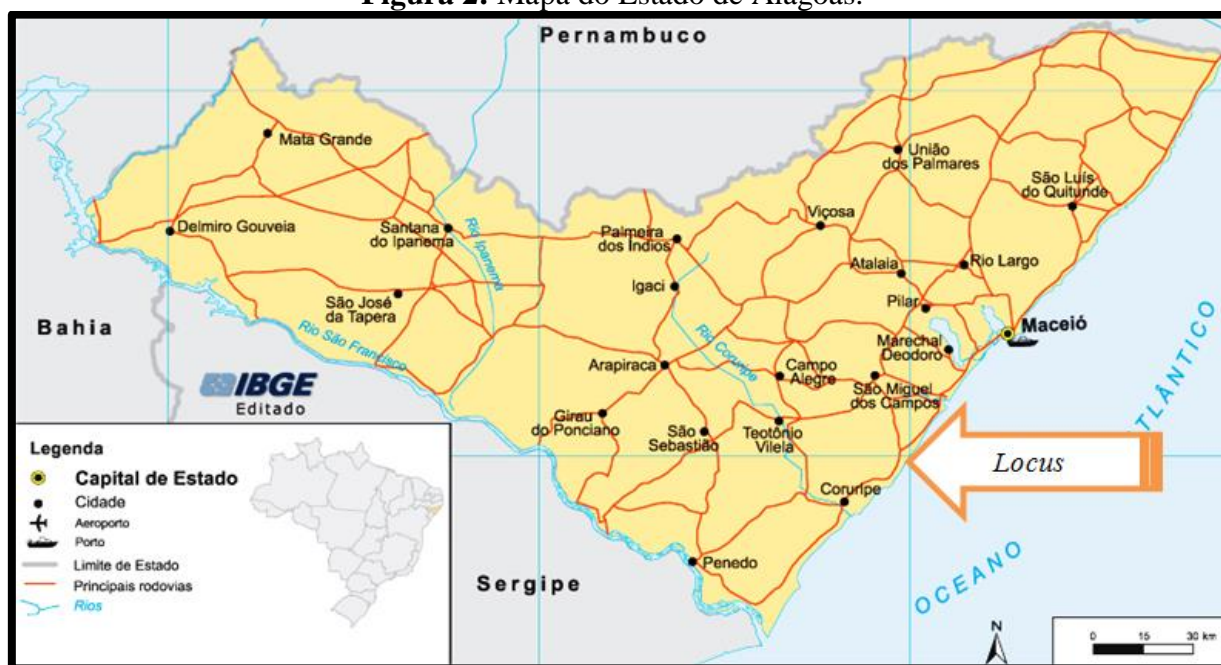 Figura 2: Mapa do Estado de Alagoas.
Pernambuco
Mata Grande
União
dos Palmares
São Luís
do Quitunde
Delmiro Gouveia
Santana
do Ipanema
Rio Ipanema
Palmeira
dos Índios
Viçosa
Atalaia
Rio Largo
Igaci
Pilar
São José
da Tapera
Maceió
Bahia
Rio São Francisco
Rio Coruripe
Marechal
Deodoro
Arapiraca
Campo
Alegre
São Miguel
dos Campos
IBGE
Editado
Girau
do Ponciano
São
Sebastião
Teotônio
Vilela
TLÂNTICO
Locus
Legenda
Capital de Estado
Cidade
Aeroporto
Porto
Limite de Estado
Principais rodovias
Rios
Coruripe
Penedo
Sergipe
OCEANO
N
0 15 30 km